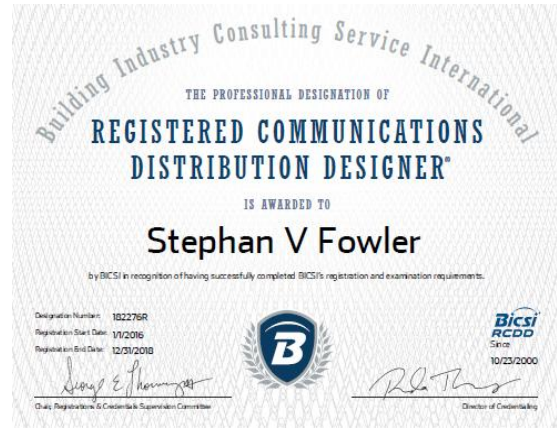 Building Industry Consulting Service International
THE PROFESSIONAL DESIGNATION OF
REGISTERED COMMUNICATIONS
DISTRIBUTION DESIGNER®
IS AWARDED TO
Stephan V Fowler
by BICSI in recognition of having successfully completed BICSI's registration and examination requirements.
Designation Number: 182276R
Registration Start Date: 1/1/2016
Registration End Date: 12/31/2018
B
Bicsi
RCDD
Since
10/23/2000
Chair, Registrations & Credentials Supervision Committee
Director of Credentialing